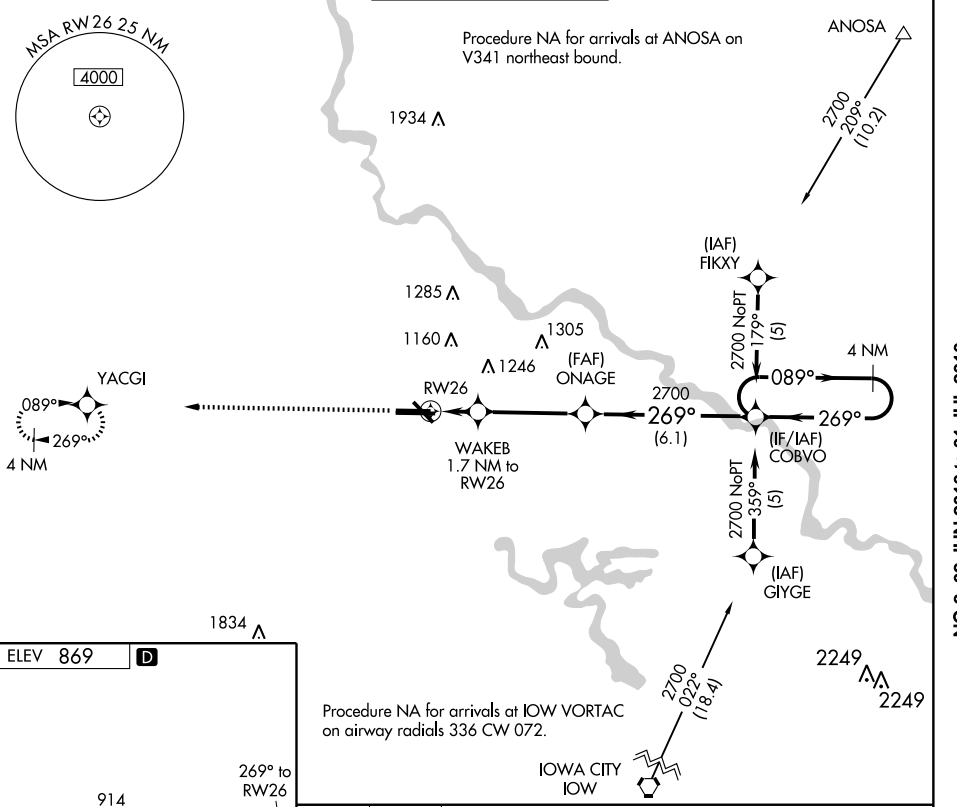 MSA RW26 25 NM
4000
Procedure NA for arrivals at ANOSA on
V341 northeast bound.
ANOSA
2700
209°
(10.2)
1934
(IAF)
FIKXY
2700 NoPT
179°
(5)
1285
1160
1305
1246
(FAF)
ONAGE
4 NM
089°
YACGI
089°
269°
4 NM
RW26
2700
269°
(6.1)
269°
(IF/IAF)
COBVO
WAKEB
1.7 NM to
RW26
2700 NoPT
359°
(5)
(IAF)
GIYGE
1834
ELEV 869
D
2249
2249
2700
022°
(18.4)
Procedure NA for arrivals at IOW VORTAC
on airway radials 336 CW 072.
IOWA CITY
IOW
269° to
RW26
914